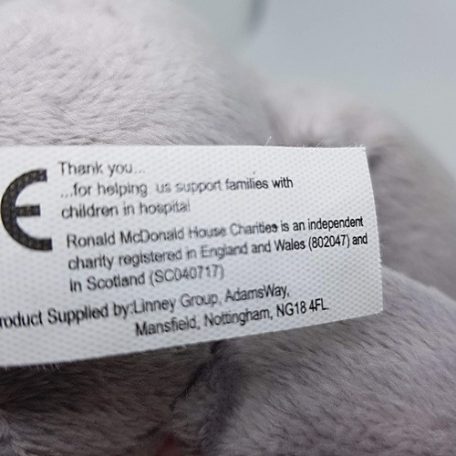 Thank you...
...for helping us support families with
children in hospital
Ronald McDonald House Charities is an independent
charity registered in England and Wales (802047) and
in Scotland (SC040717)
roduct Supplied by:Linney Group, AdamsWay,
Mansfield, Nottingham, NG18 4FL